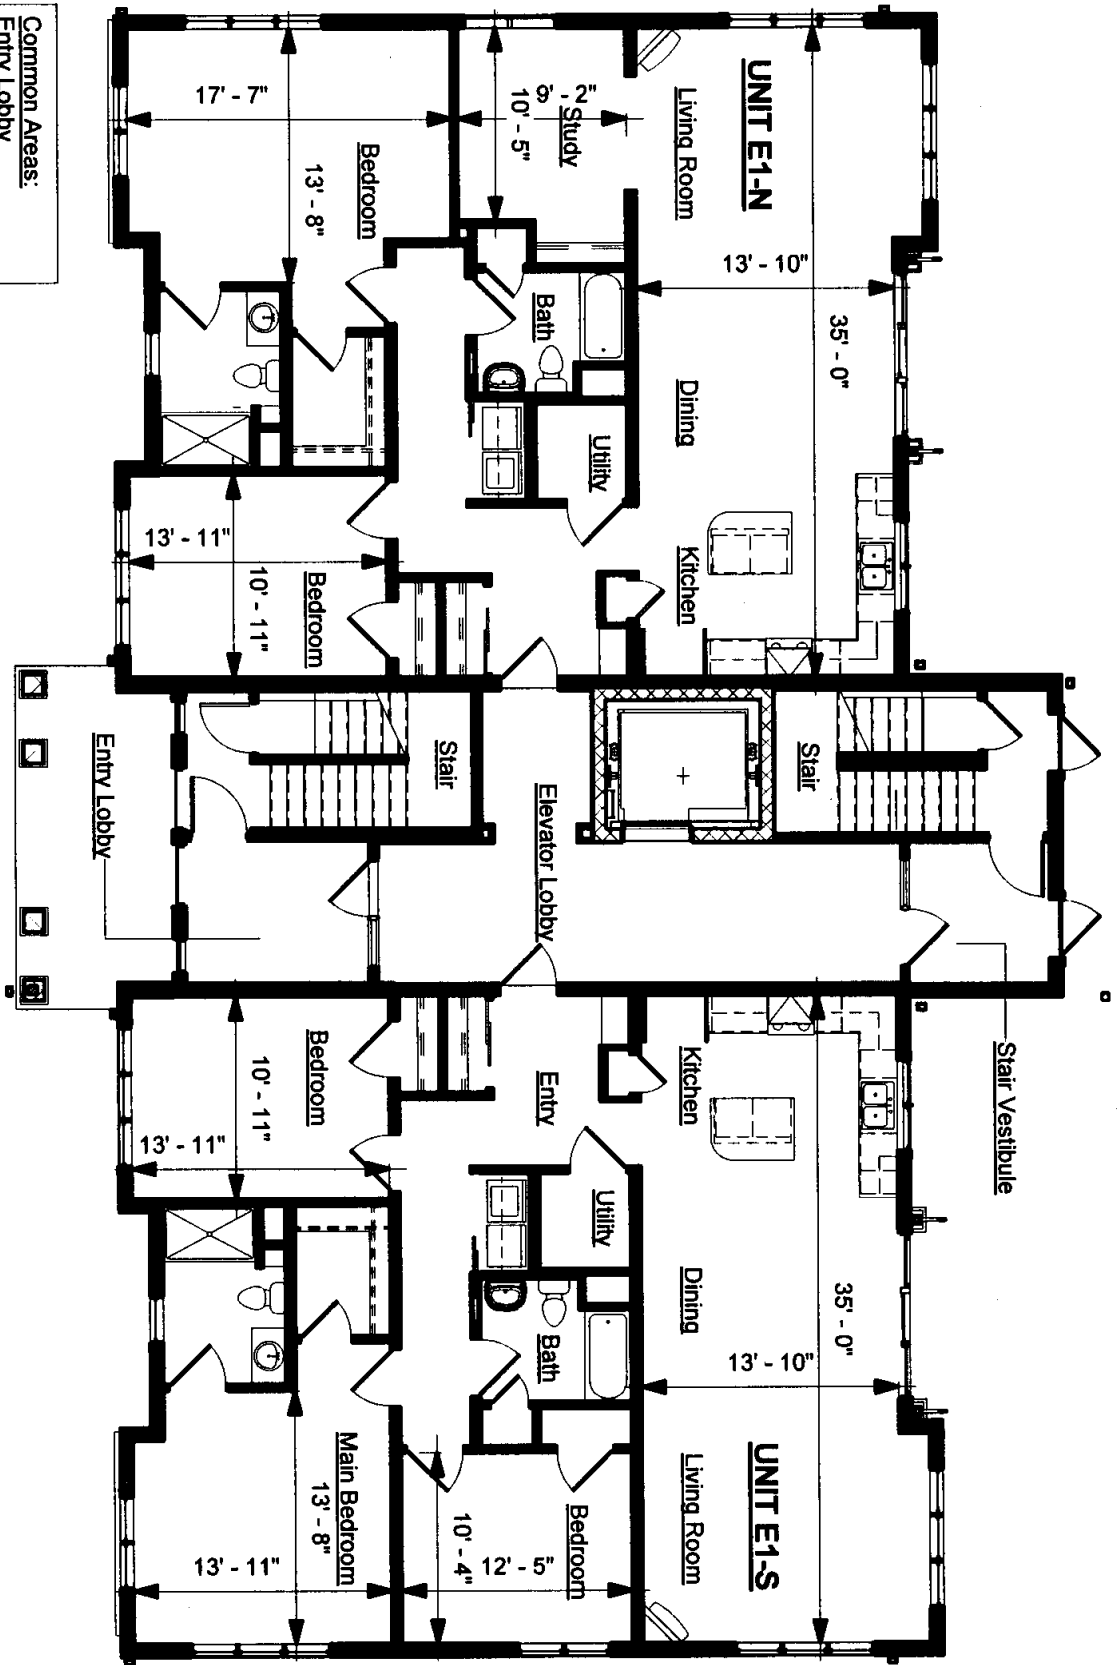 Common Areas:
Entry Lobby
UNIT E1-N
Living Room
13' - 10"
35' - 0"
Dining
Kitchen
9' - 2"
10' - 5"
Study
17' - 7"
13' - 8"
Bedroom
Bath
Utility
13' - 11"
10' - 11"
Bedroom
Stair
Stair
Entry Lobby
Elevator Lobby
Stair Vestibule
Bedroom
10' - 11"
13' - 11"
Entry
Kitchen
Utility
Dining
35' - 0"
13' - 10"
Bath
UNIT E1-S
Living Room
Main Bedroom
13' - 8"
13' - 11"
Bedroom
10' - 4"
12' - 5"